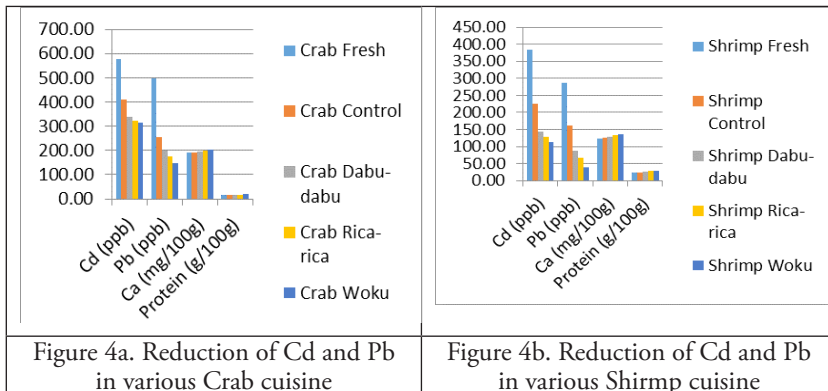 700.00
600.00
500.00
400.00
300.00
200.00
100.00
0.00
Cd (ppb)
Pb (ppb)
Ca (mg/100g)
Protein (g/100g)
Crab Fresh
Crab Control
Crab Dabu-
dabu
Crab Rica-
rica
Crab Woku
Figure 4a. Reduction of Cd and Pb
in various Crab cuisine
450.00
400.00
350.00
300.00
250.00
200.00
150.00
100.00
50.00
0.00
Cd (ppb)
Pb (ppb)
Ca (mg/100g)
Protein (g/100g)
Shrimp Fresh
Shrimp
Control
Shrimp Dabu-
dabu
Shrimp Rica-
rica
Shrimp Woku
Figure 4b. Reduction of Cd and Pb
in various Shirmp cuisine